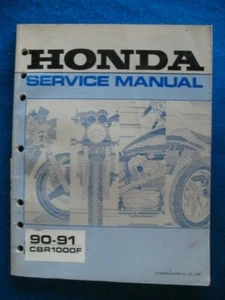 HONDA
SERVICE MANUAL
90-91
CBR1000F